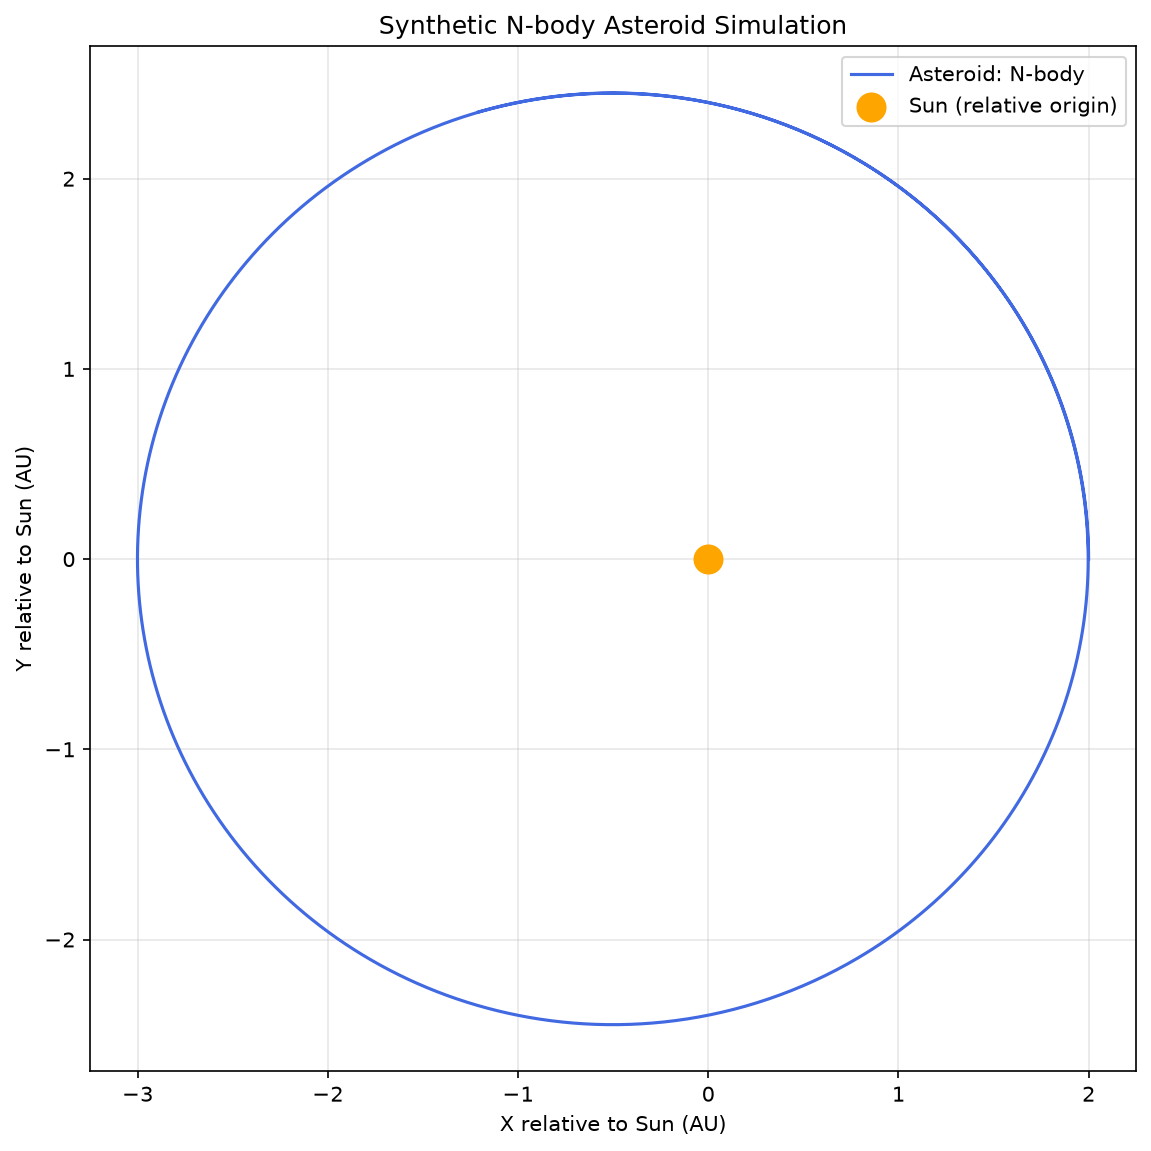 Synthetic N-body Asteroid Simulation
Asteroid: N-body
Sun (relative origin)
2
1
0
−1
−2
Y relative to Sun (AU)
−3
−2
−1
0
1
2
X relative to Sun (AU)